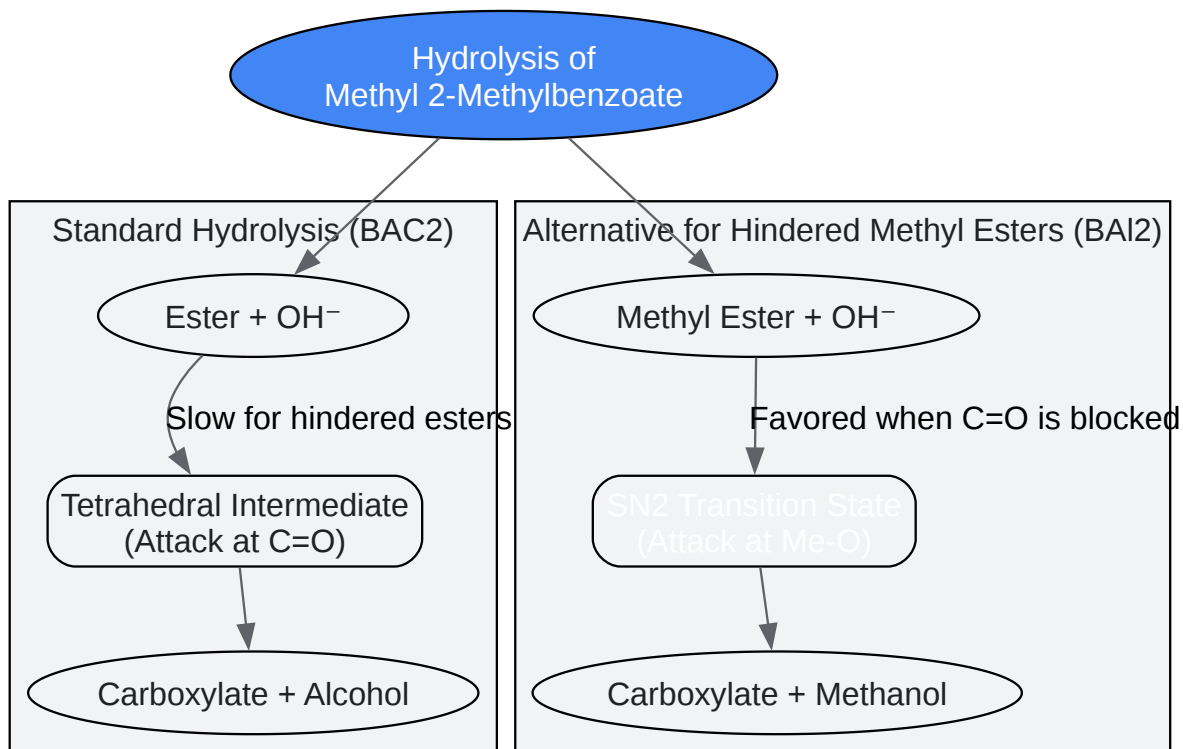 Hydrolysis of
Methyl 2-Methylbenzoate
Standard Hydrolysis (BAC2)
Ester + OH⁻
Slow for hindered esters
Tetrahedral Intermediate
(Attack at C=O)
Carboxylate + Alcohol
Alternative for Hindered Methyl Esters (BAl2)
Methyl Ester + OH⁻
Favored when C=O is blocked
SN2 Transition State
(Attack at Me-O)
Carboxylate + Methanol